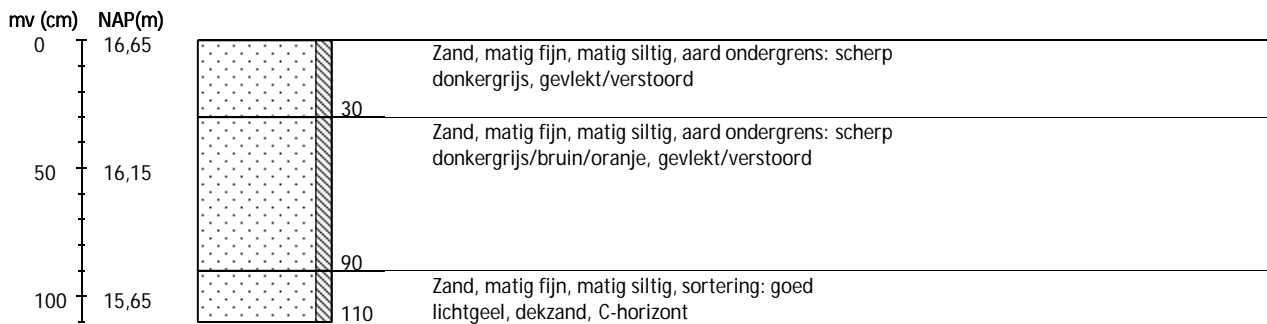 mv (cm) NAP(m)
0 16,65
Zand, matig fijn, matig siltig, aard ondergrens: scherp
donkergrijs, gevlekt/verstoord
30
Zand, matig fijn, matig siltig, aard ondergrens: scherp
donkergrijs/bruin/oranje, gevlekt/verstoord
50 16,15
90
Zand, matig fijn, matig siltig, sortering: goed
lichtgeel, dekzand, C-horizont
100 15,65
110